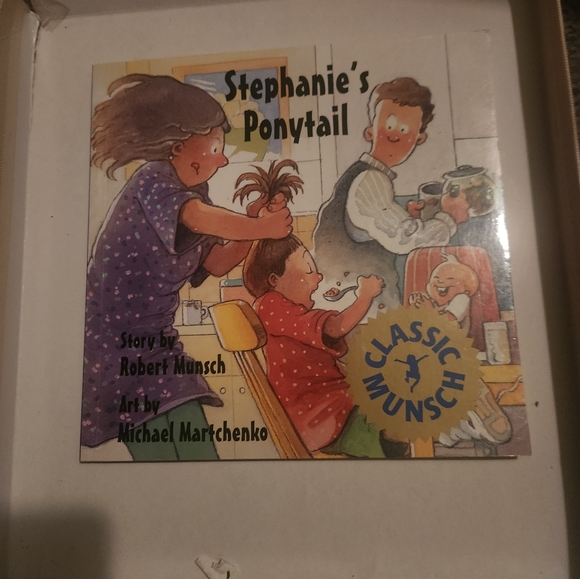 Stephanie's
Ponytail
Story by
Robert Munsch
Art by
Michael Martchenko
CLASSIC
MUNSCH